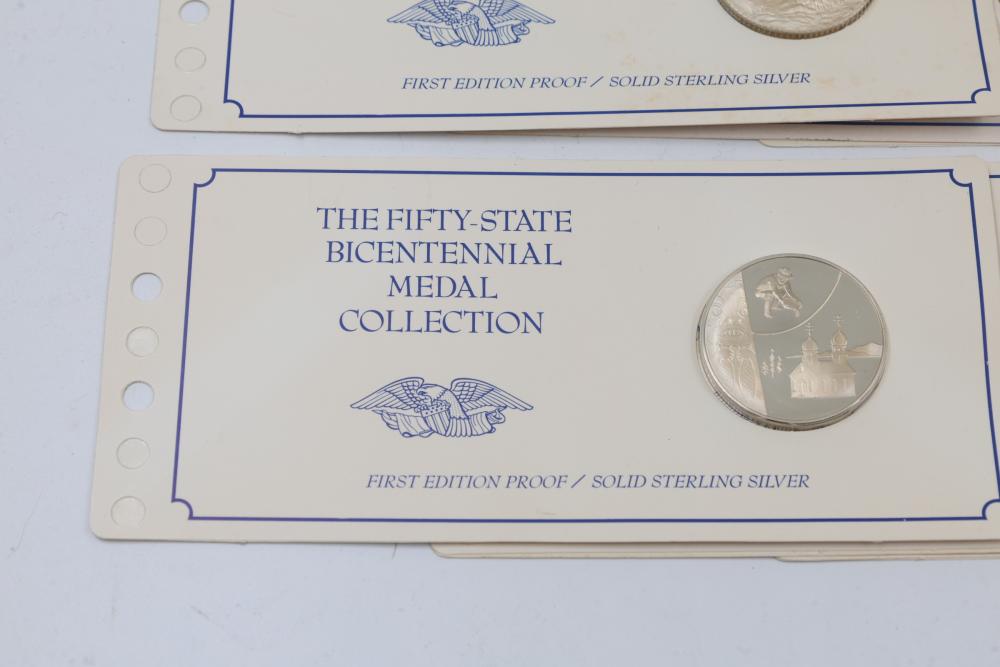 FIRST EDITION PROOF / SOLID STERLING SILVER
THE FIFTY-STATE
BICENTENNIAL
MEDAL
COLLECTION
FIRST EDITION PROOF / SOLID STERLING SILVER